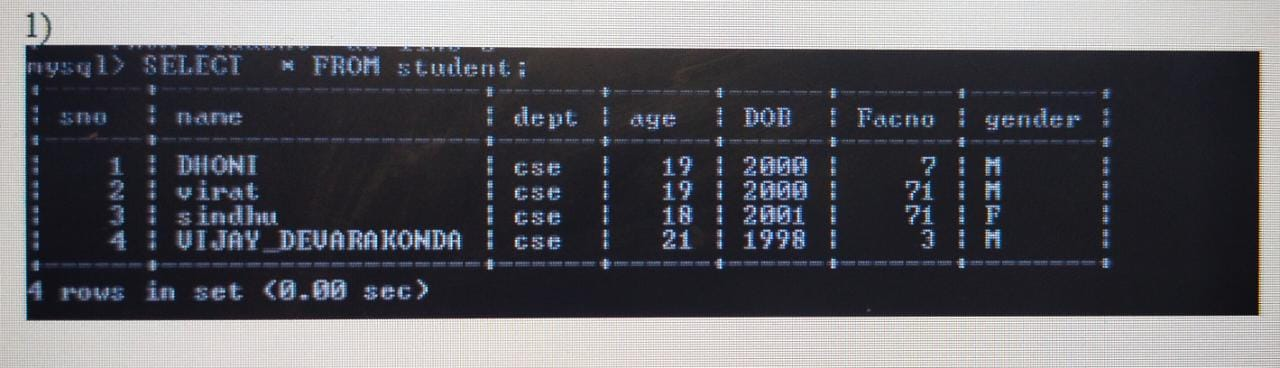 1)
mysql> SELECT * FROM student;
sno name dept age DOB Facno gender
1 DHONI cse 19 2000 7 M
2 virat cse 19 2000 71 M
3 sindhu cse 18 2001 71 F
4 VIJAY_DEVARAKONDA cse 21 1998 3 M
4 rows in set (0.00 sec)